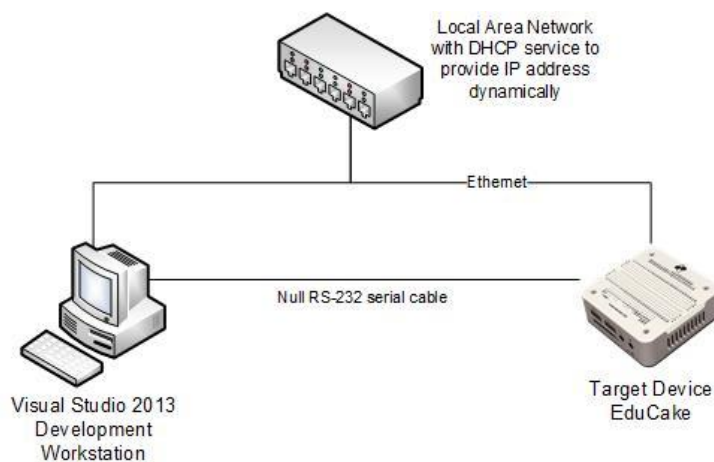 Local Area Network
with DHCP service to
provide IP address
dynamically
Ethernet
Null RS-232 serial cable
Visual Studio 2013
Development
Workstation
Target Device
EduCake